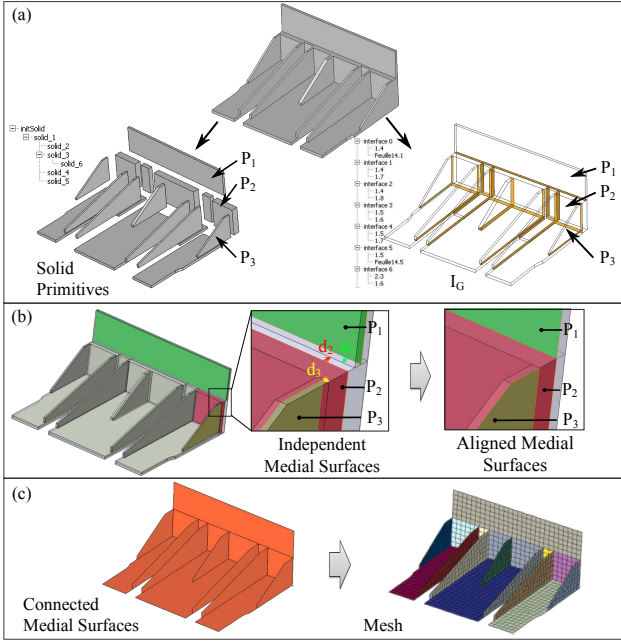 (a)
initSolid
solid_1
solid_2
solid_3
solid_6
solid_4
solid_5
P1
P2
P3
Solid
Primitives
interface 0
1.4
Feuille14.1
interface 1
1.4
1.7
interface 2
1.4
1.8
interface 3
1.5
1.6
interface 4
1.5
1.7
interface 5
1.5
Feuille14.5
interface 6
2.3
1.6
P1
P2
P3
IG
(b)
d2
d3
P1
P2
P3
Independent
Medial Surfaces
P1
P2
P3
Aligned Medial
Surfaces
(c)
Connected
Medial Surfaces
Mesh